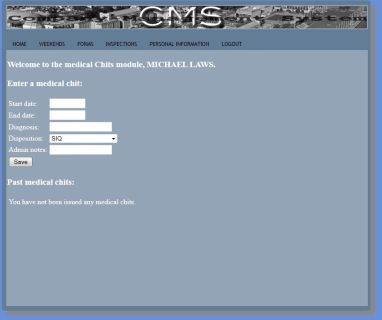 CMS
HOME WEEKENDS FORMS INSPECTIONS PERSONAL INFORMATION LOGOUT
Welcome to the medical Chits module, MICHAEL LAWS.
Enter a medical chit:
Start date:
End date:
Diagnosis:
Disposition: SIQ
Admin notes:
Save
Past medical chits:
You have not been issued any medical chits.